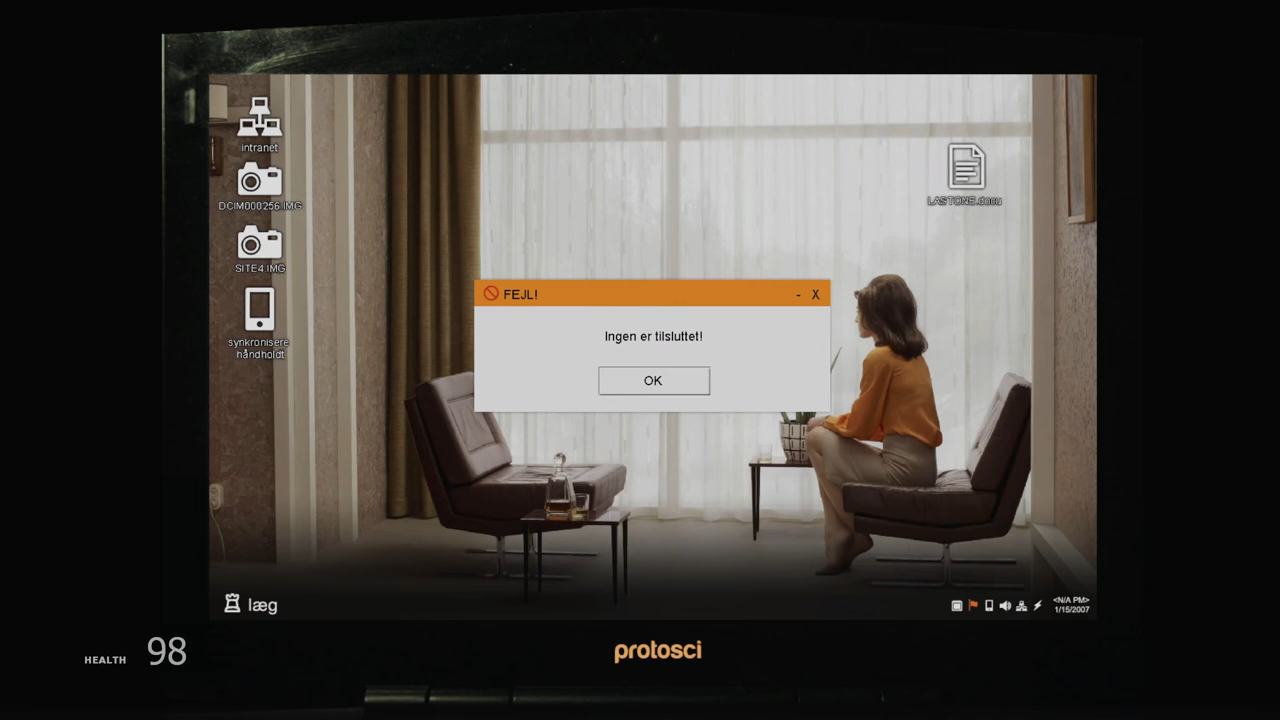 intranet
DCIM000256.IMG
SITE4.IMG
synkronisere
håndholdt
LASTONE.docu
FEJL!
- X
Ingen er tilsluttet!
OK
læg
<N/A PM>
1/15/2007
HEALTH 98
protosci